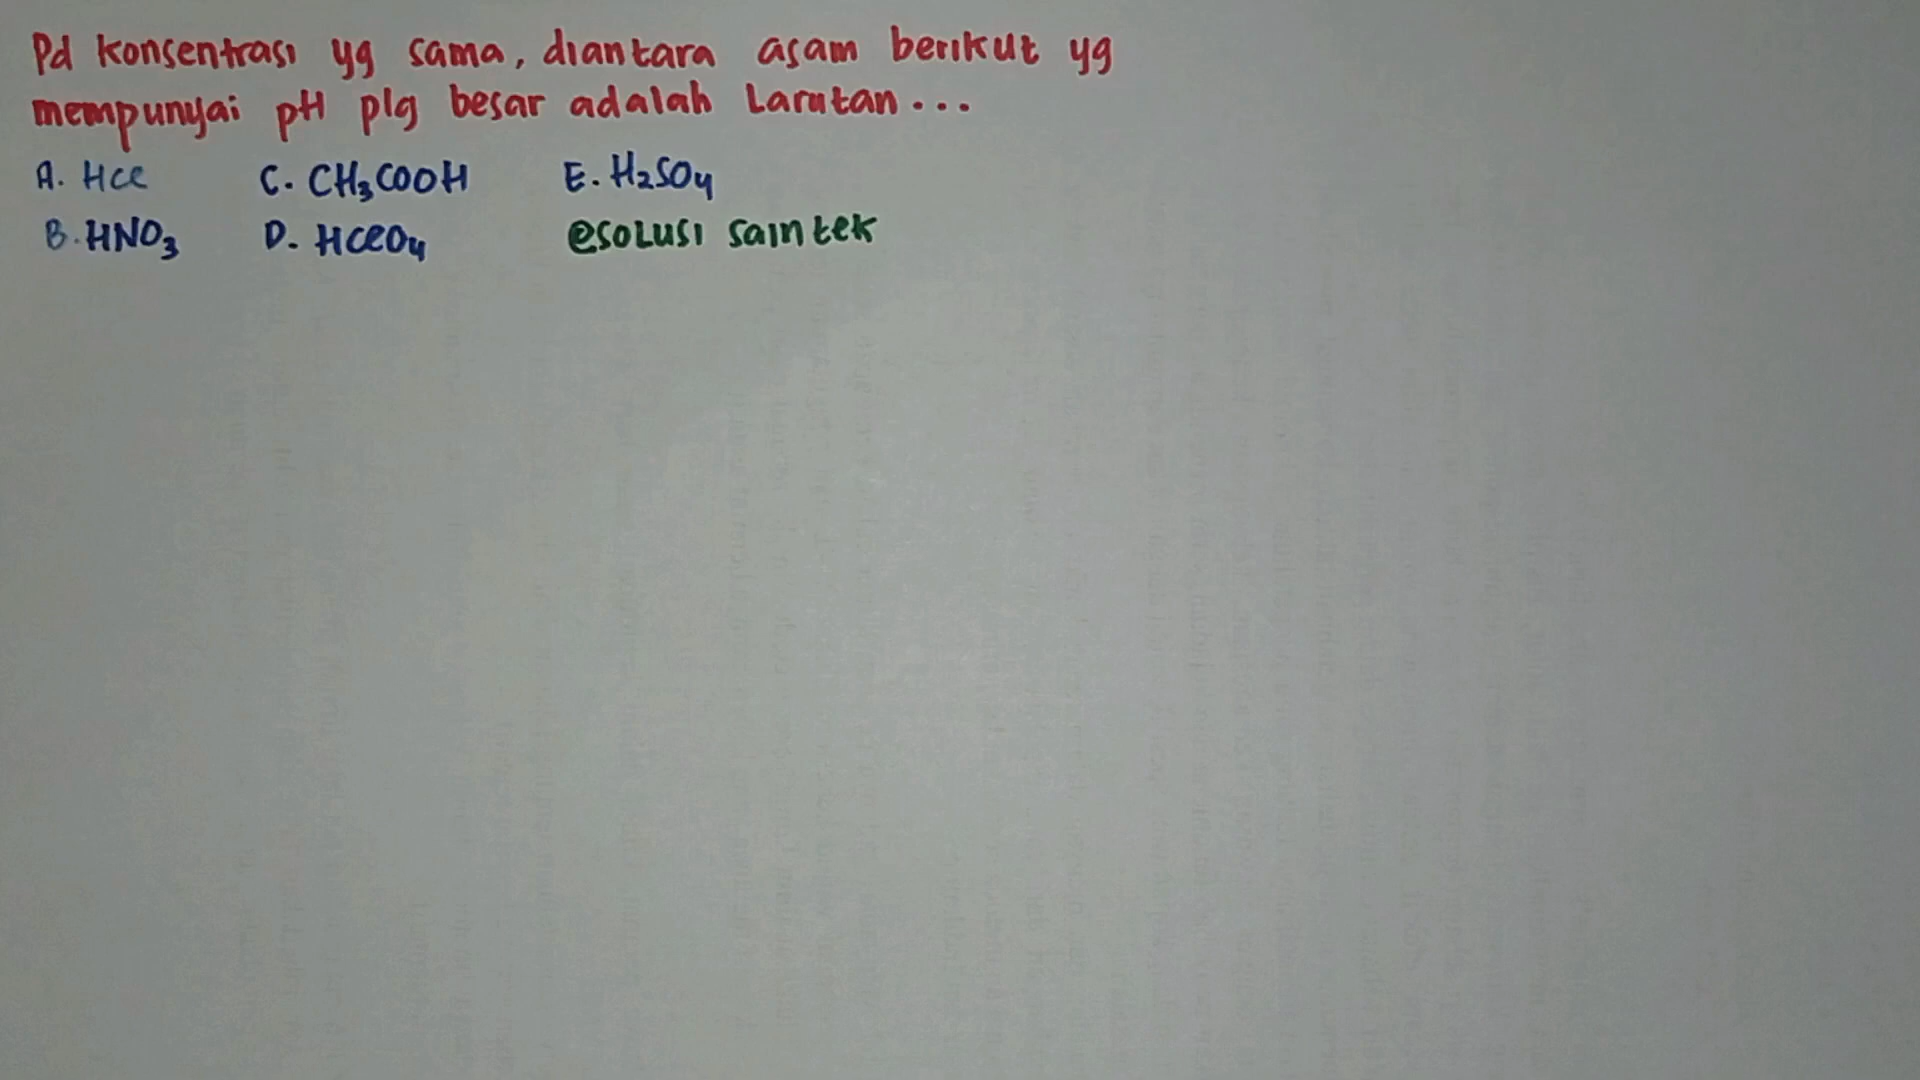 Pd konsentrasi yg sama, diantara asam berikut yg
mempunyai pH plg besar adalah Larutan...
A. HCl C. CH₃COOH E. H₂SO₄
B. HNO₃ D. HClO₄ @SOLUSI Saintek